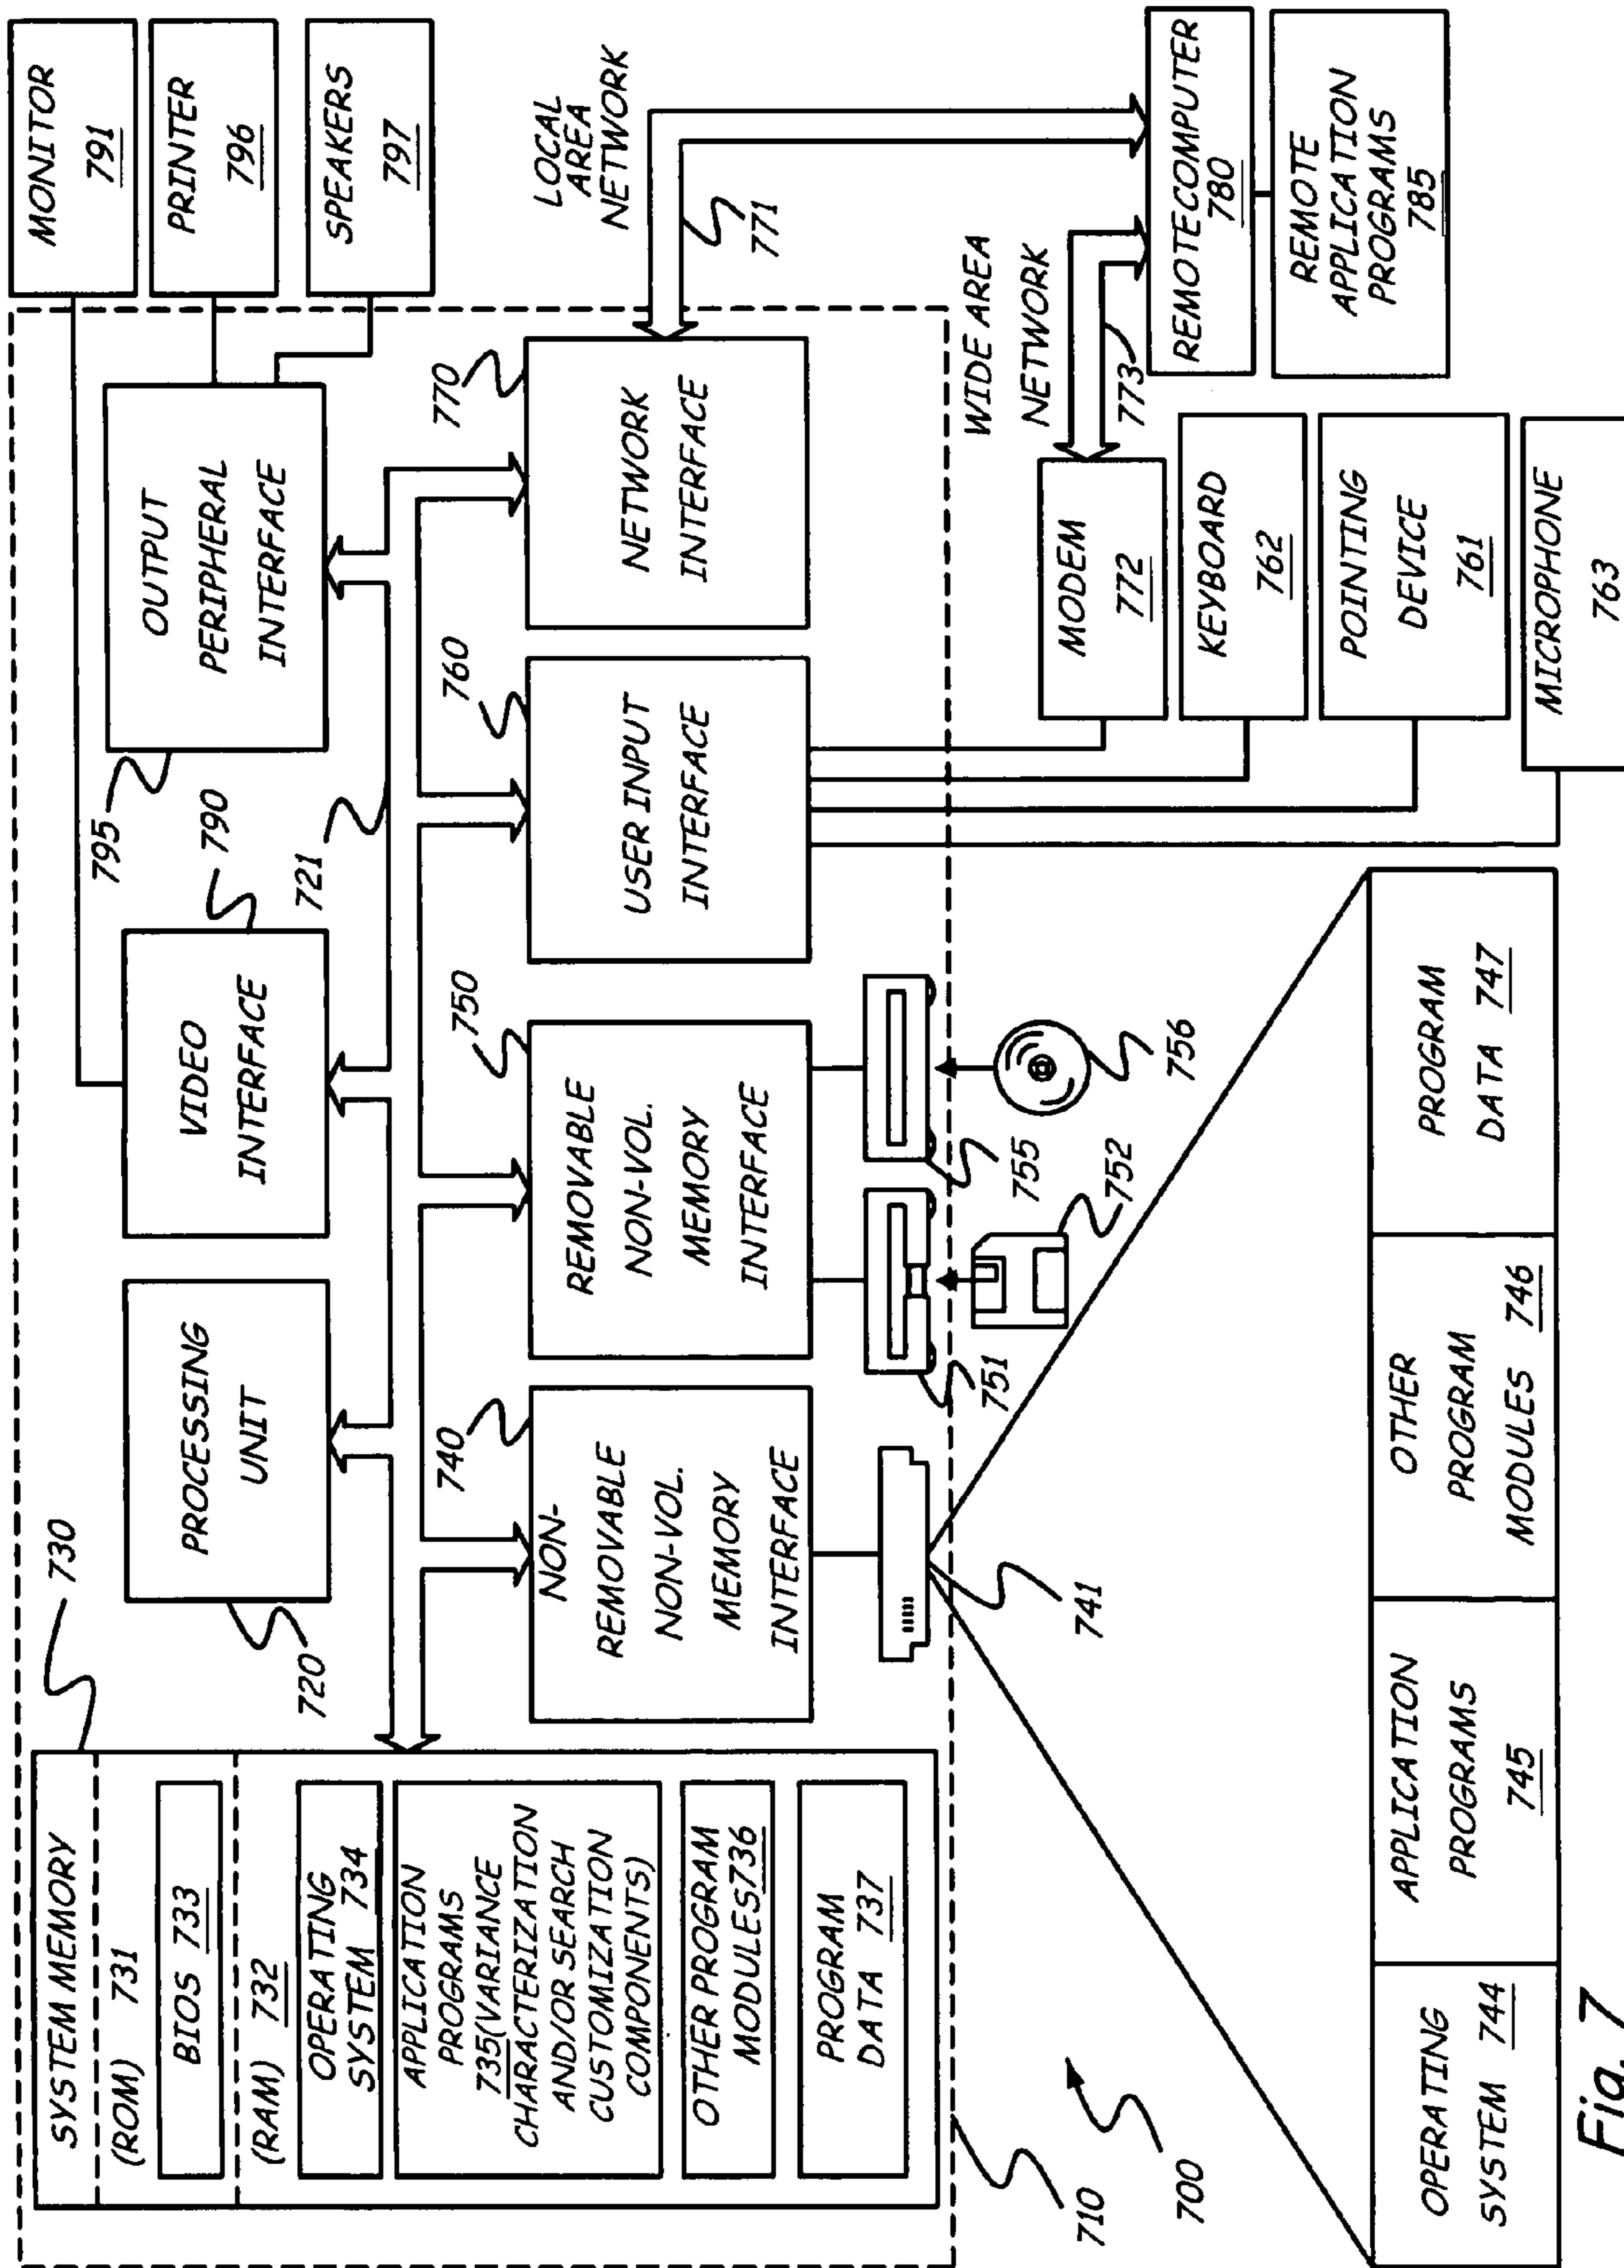 SYSTEM MEMORY
(ROM) 731
BIOS 733
(RAM) 732
OPERATING
SYSTEM 734
APPLICATION
PROGRAMS
735(VARIANCE
CHARACTERIZATION
AND/OR SEARCH
CUSTOMIZATION
COMPONENTS)
OTHER PROGRAM
MODULES736
PROGRAM
DATA 737
730
PROCESSING
UNIT
720
VIDEO
INTERFACE
790
OUTPUT
PERIPHERAL
INTERFACE
795
721
MONITOR
791
PRINTER
796
SPEAKERS
797
740
NON-
REMOVABLE
NON-VOL.
MEMORY
INTERFACE
750
REMOVABLE
NON-VOL.
MEMORY
INTERFACE
760
USER INPUT
INTERFACE
770
NETWORK
INTERFACE
LOCAL
AREA
NETWORK
771
WIDE AREA
NETWORK
773
741
751
752
755
756
MODEM
772
KEYBOARD
762
POINTING
DEVICE
761
MICROPHONE
763
REMOTECOMPUTER
780
REMOTE
APPLICATION
PROGRAMS
785
710
700
OPERATING
SYSTEM 744
APPLICATION
PROGRAMS
745
OTHER
PROGRAM
MODULES 746
PROGRAM
DATA 747
Fig. 7